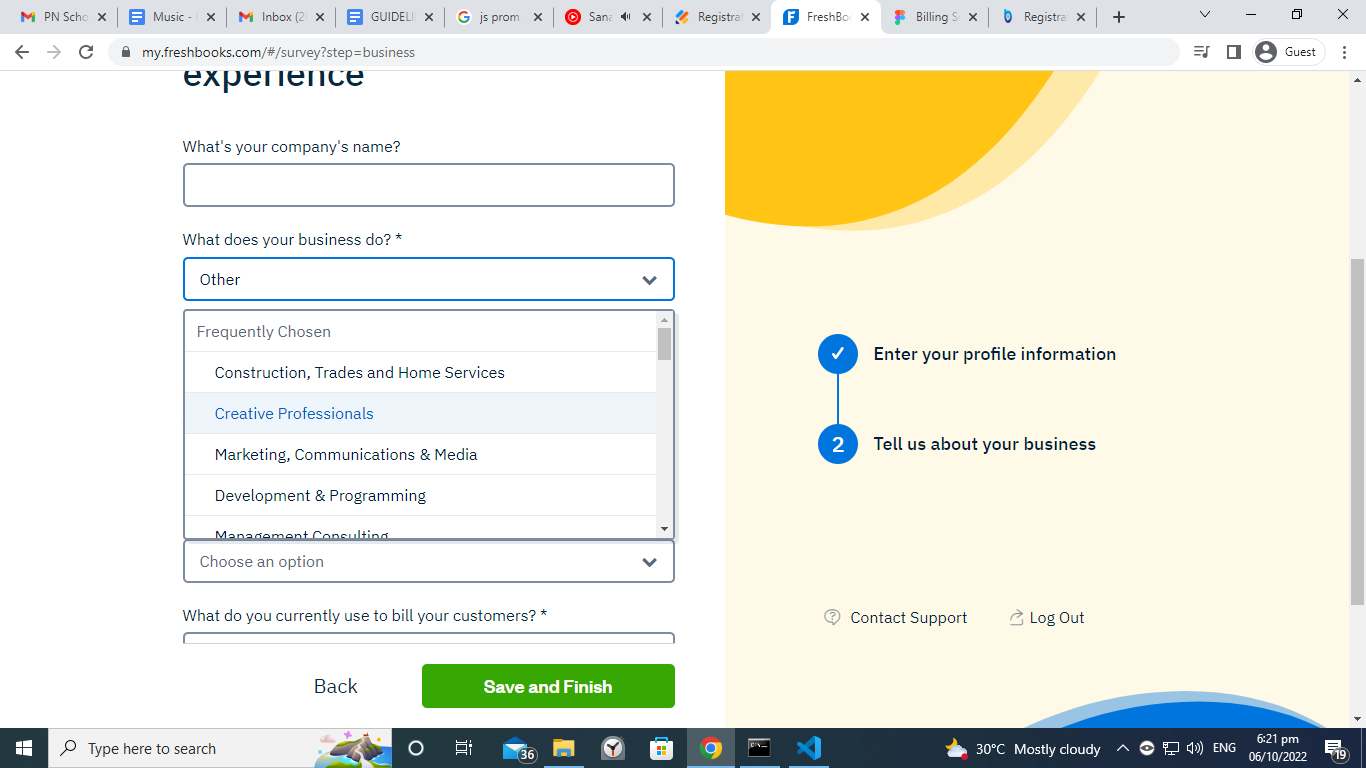 PN Scho
Music -
Inbox (2
GUIDELI
js prom
Sana
Registra
FreshBoo
Billing S
Registra
my.freshbooks.com/#/survey?step=business
Guest
experience
What's your company's name?
What does your business do? *
Other
Frequently Chosen
Construction, Trades and Home Services
Creative Professionals
Marketing, Communications & Media
Development & Programming
Management Consulting
Choose an option
What do you currently use to bill your customers? *
Back
Save and Finish
✓ Enter your profile information
2 Tell us about your business
Contact Support
Log Out
Type here to search
36
30°C Mostly cloudy
ENG
6:21 pm
06/10/2022
19